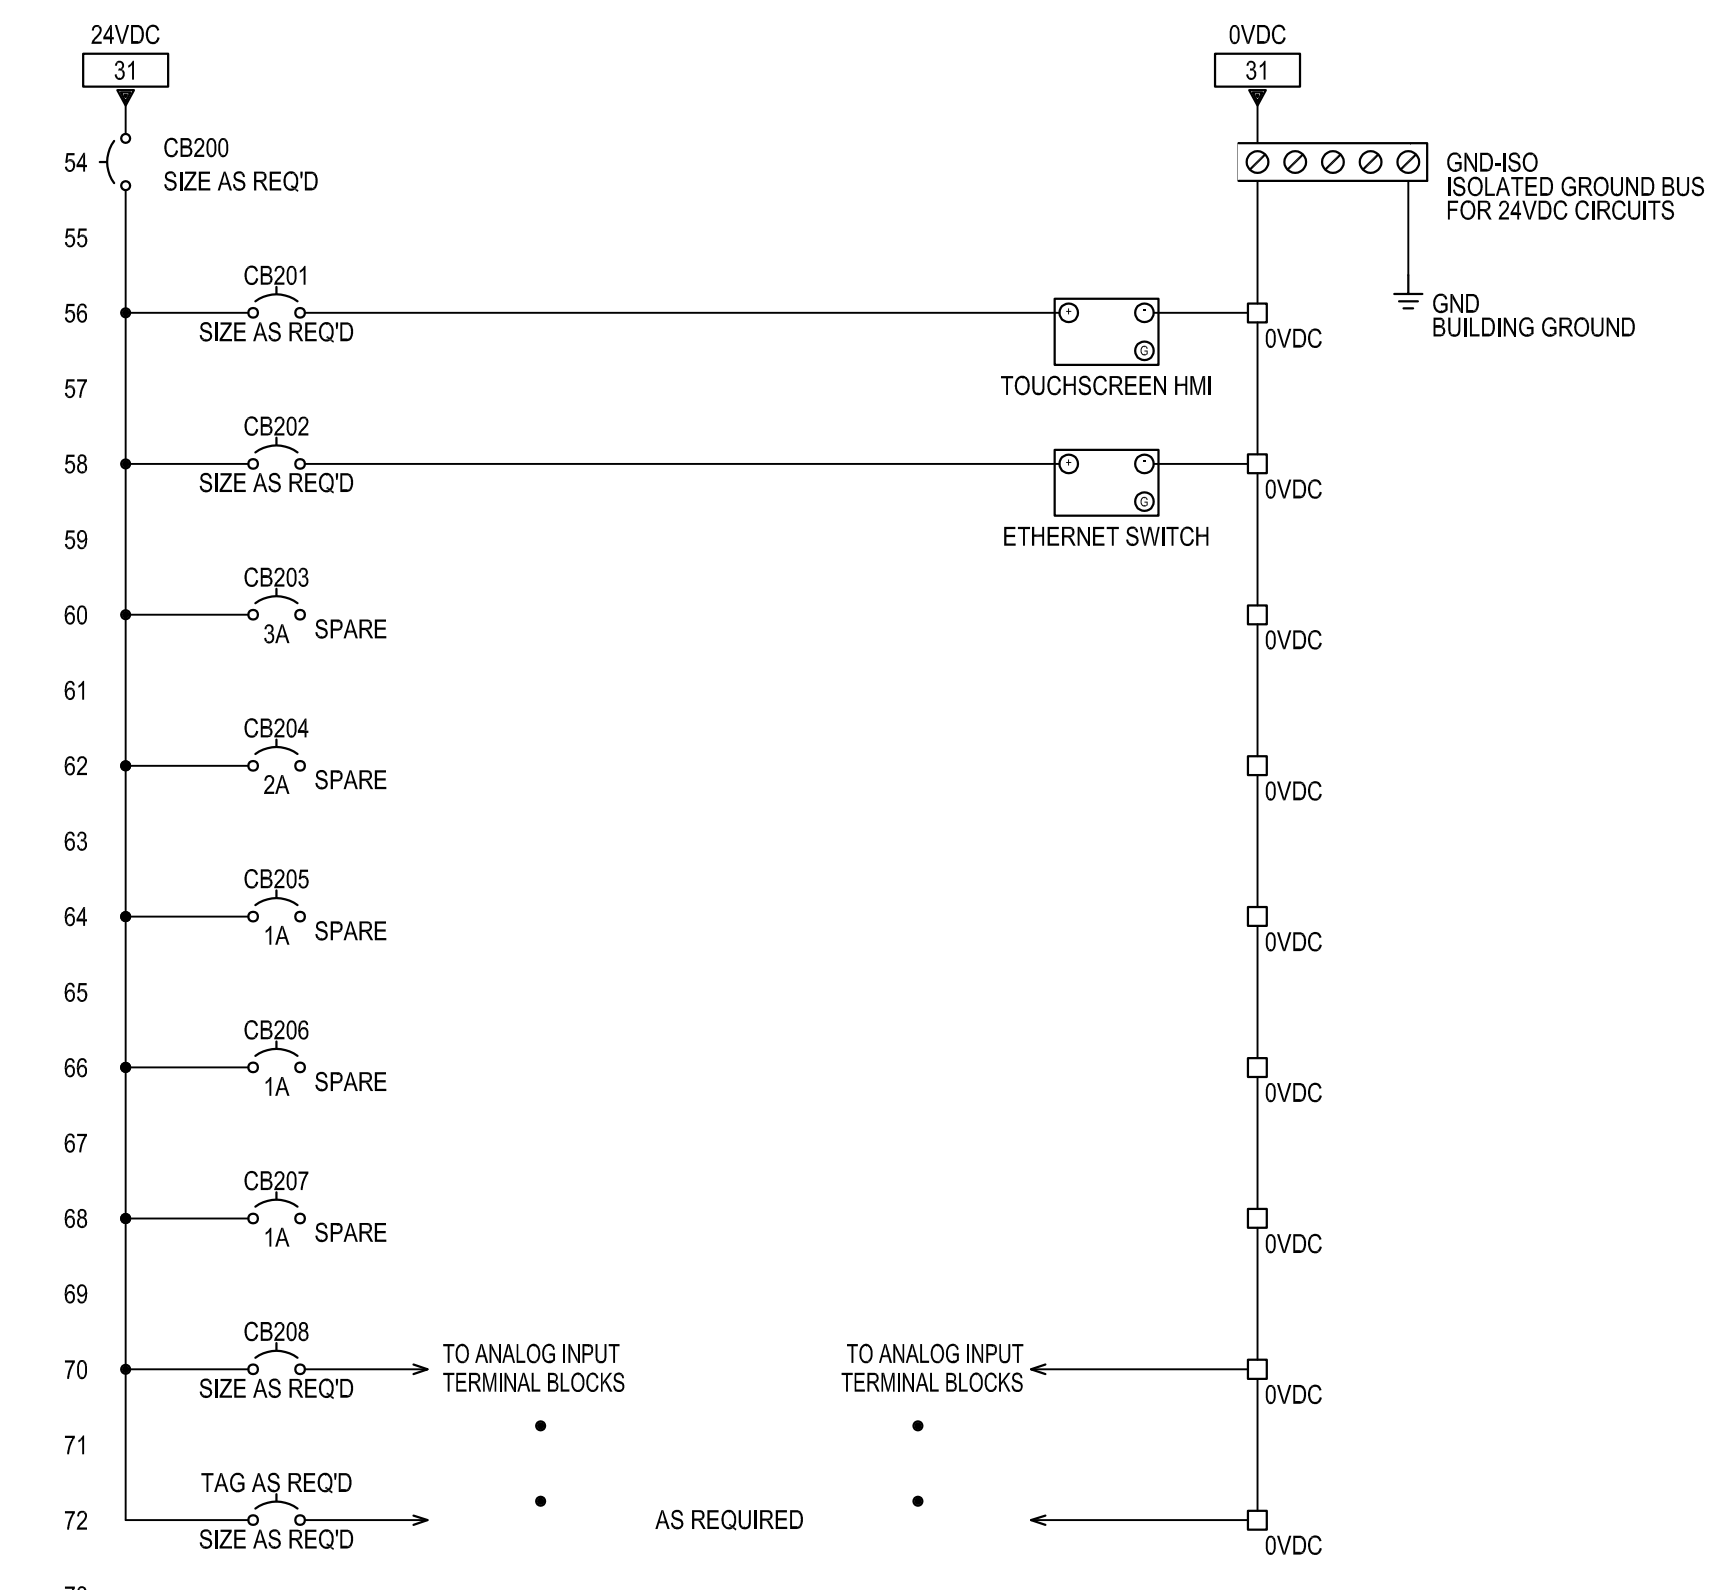 24VDC
0VDC
31
31
54
CB200
SIZE AS REQ'D
GND-ISO
ISOLATED GROUND BUS
FOR 24VDC CIRCUITS
55
CB201
56
SIZE AS REQ'D
+
-
G
0VDC
GND
BUILDING GROUND
57
TOUCHSCREEN HMI
CB202
58
SIZE AS REQ'D
+
-
G
0VDC
59
ETHERNET SWITCH
CB203
60
3A
SPARE
0VDC
61
CB204
62
2A
SPARE
0VDC
63
CB205
64
1A
SPARE
0VDC
65
CB206
66
1A
SPARE
0VDC
67
CB207
68
1A
SPARE
0VDC
69
CB208
70
SIZE AS REQ'D
TO ANALOG INPUT
TERMINAL BLOCKS
TO ANALOG INPUT
TERMINAL BLOCKS
0VDC
71
TAG AS REQ'D
72
SIZE AS REQ'D
AS REQUIRED
0VDC